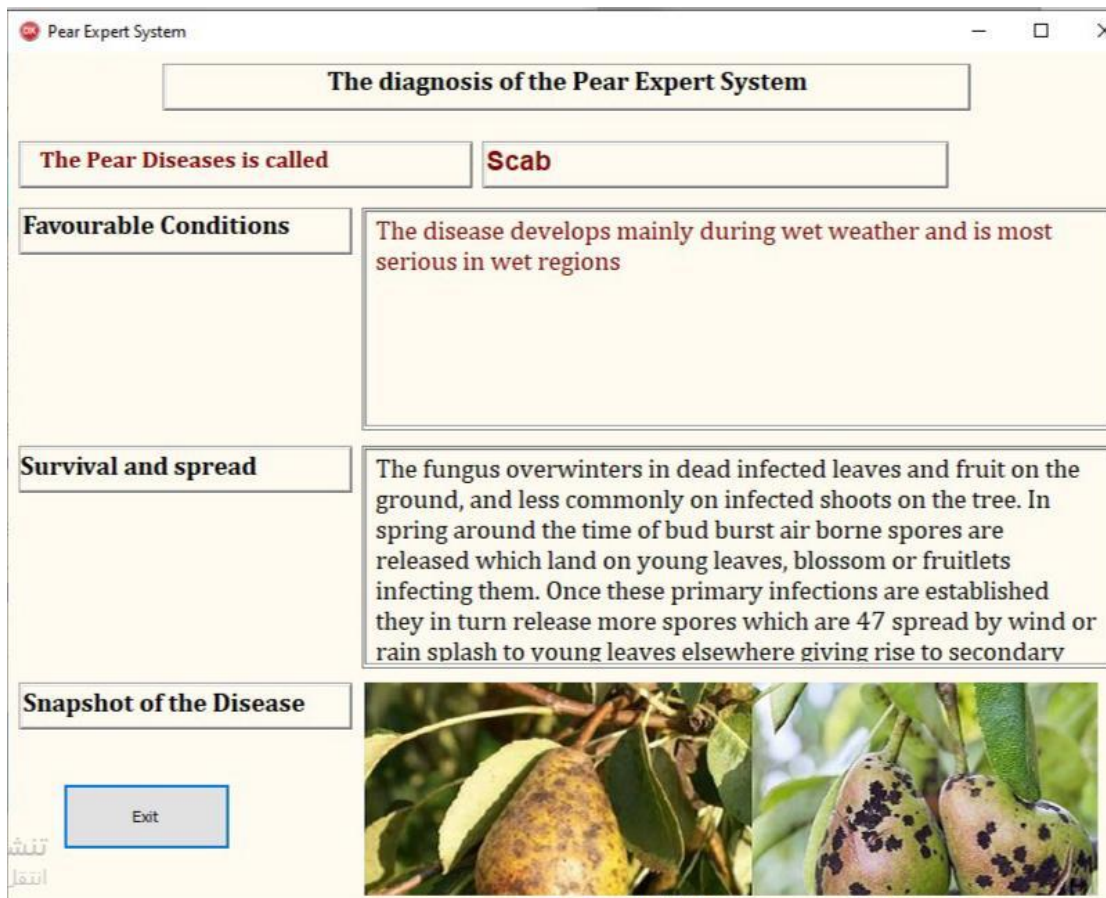 Pear Expert System
The diagnosis of the Pear Expert System
The Pear Diseases is called
Scab
Favourable Conditions
The disease develops mainly during wet weather and is most
serious in wet regions
Survival and spread
The fungus overwinters in dead infected leaves and fruit on the
ground, and less commonly on infected shoots on the tree. In
spring around the time of bud burst air borne spores are
released which land on young leaves, blossom or fruitlets
infecting them. Once these primary infections are established
they in turn release more spores which are 47 spread by wind or
rain splash to young leaves elsewhere giving rise to secondary
Snapshot of the Disease
Exit
تنش
انتقل